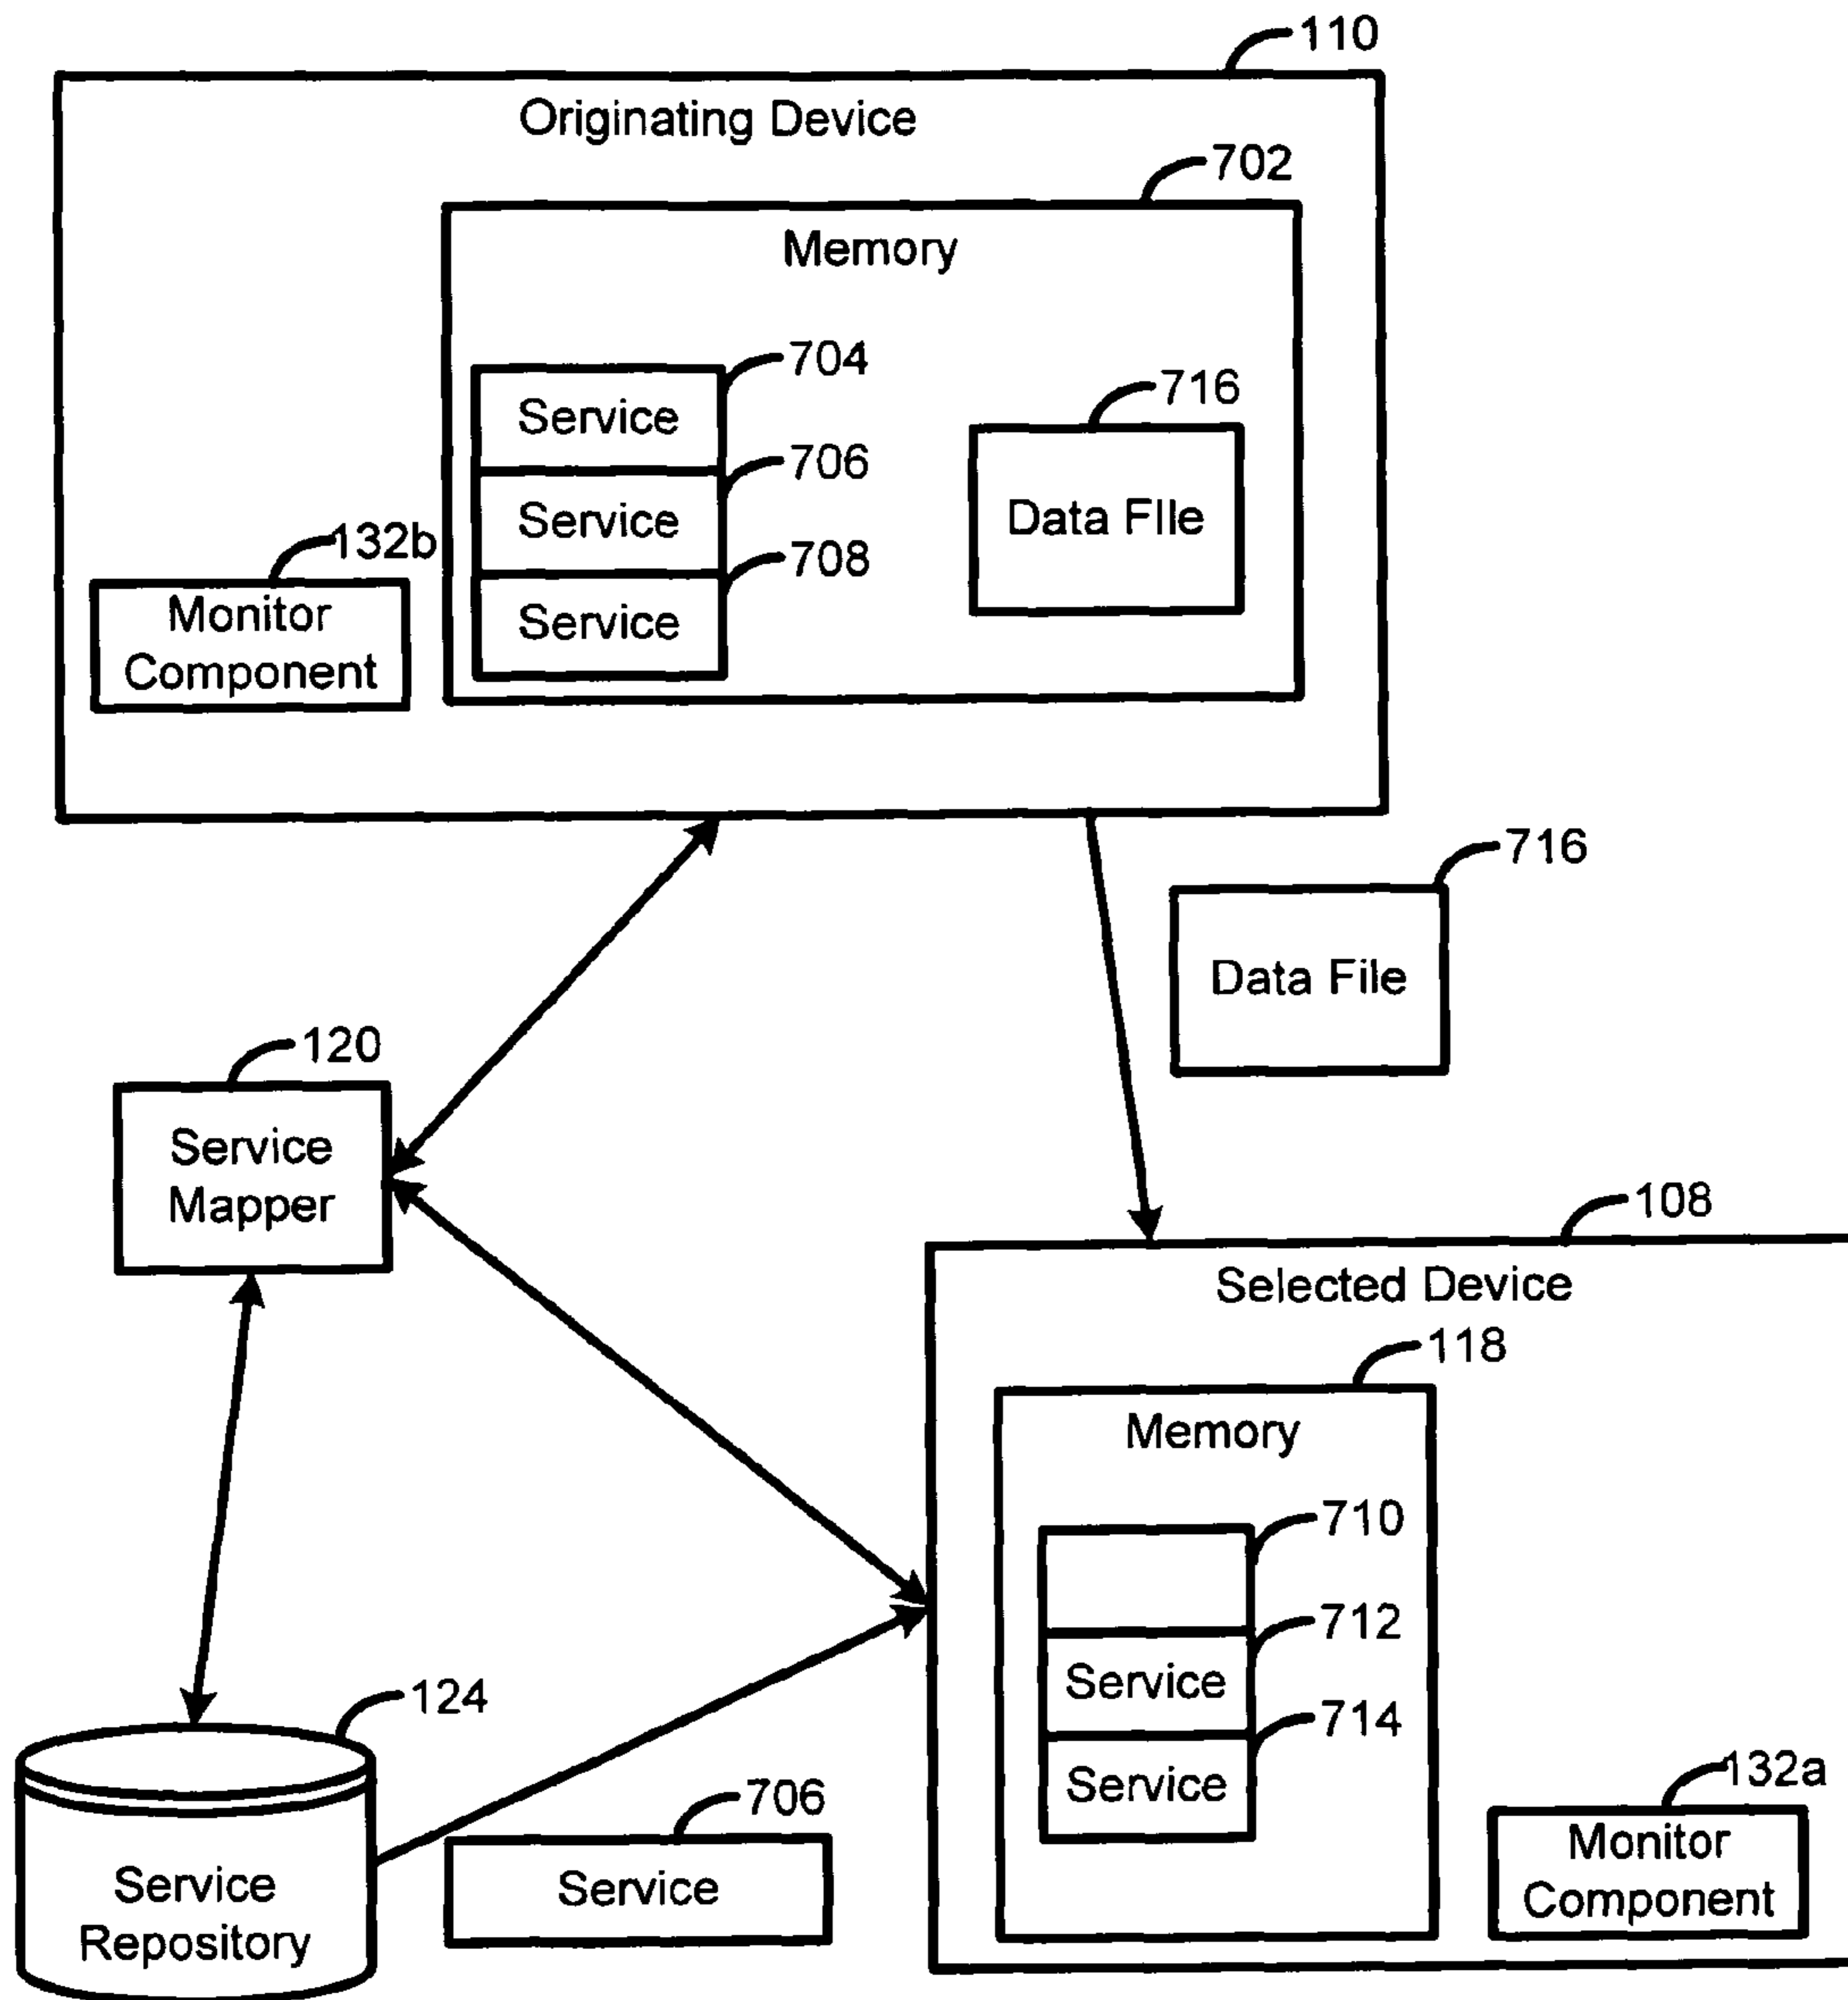 110
Originating Device
702
Memory
704
Service
716
706
Service
Data FIle
132b
708
Monitor
Component
Service
716
Data File
120
Service
Mapper
108
Selected Device
118
Memory
710
712
Service
124
714
Service
132a
706
Monitor
Component
Service
Service
Repository